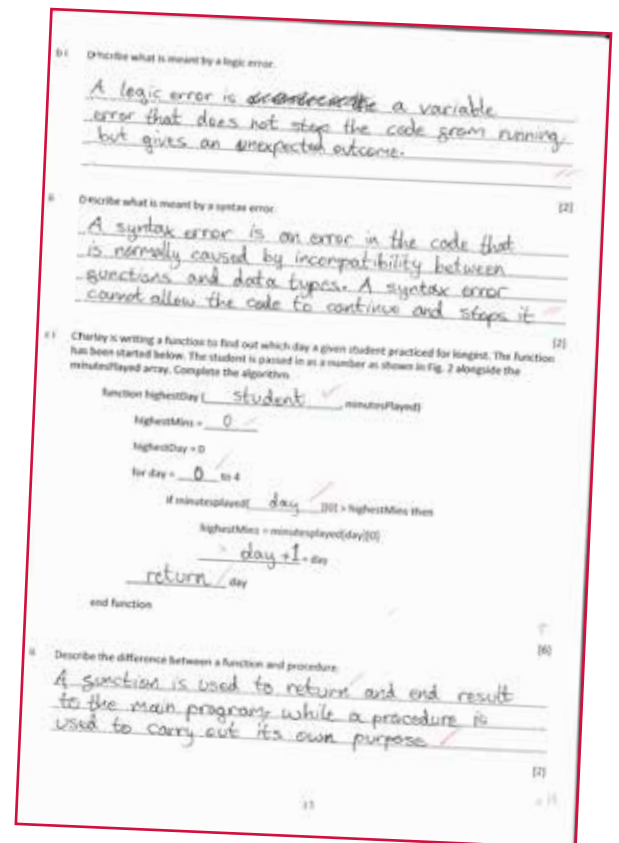 b i Describe what is meant by a logic error.
A logic error is a variable
error that does not stop the code grom running
but gives an unexpected outcome.
[2]
ii Describe what is meant by a syntax error.
A syntax error is an error in the code that
is normally caused by incompatibility between
gunctions and data types. A syntax error
cannot allow the code to continue and stops it
[2]
c i Charley is writing a function to find out which day a given student practiced for longest. The function
has been started below. The student is passed in as a number as shown in Fig. 2 alongside the
minutesPlayed array. Complete the algorithm
function highestDay ( student , minutesPlayed)
highestMins = 0
highestDay = 0
for day = 0 to 4
if minutesplayed[ day ][0] > highestMins then
highestMins = minutesplayed[day][0]
day +1 = day
return day
end function
[6]
ii Describe the difference between a function and procedure.
A gunction is used to return and end result
to the main program, while a procedure is
used to carry out its own purpose
[2]